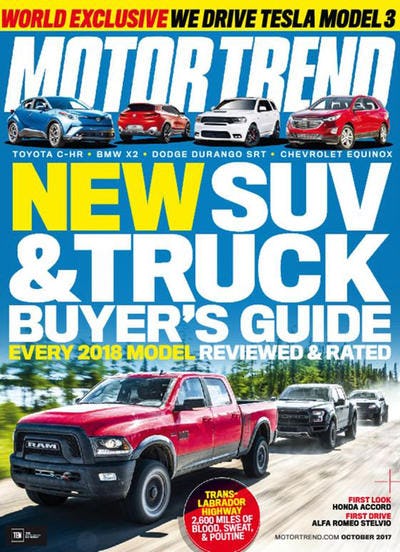 WORLD EXCLUSIVE WE DRIVE TESLA MODEL 3
MOTOR TREND
TOYOTA C-HR • BMW X2 • DODGE DURANGO SRT • CHEVROLET EQUINOX
NEW SUV
& TRUCK
BUYER'S GUIDE
EVERY 2018 MODEL REVIEWED & RATED
RAM
TRANS-
LABRADOR
HIGHWAY
2,600 MILES OF
BLOOD, SWEAT,
& POUTINE
FIRST LOOK
HONDA ACCORD
FIRST DRIVE
ALFA ROMEO STELVIO
TEN
MOTORTREND.COM OCTOBER 2017